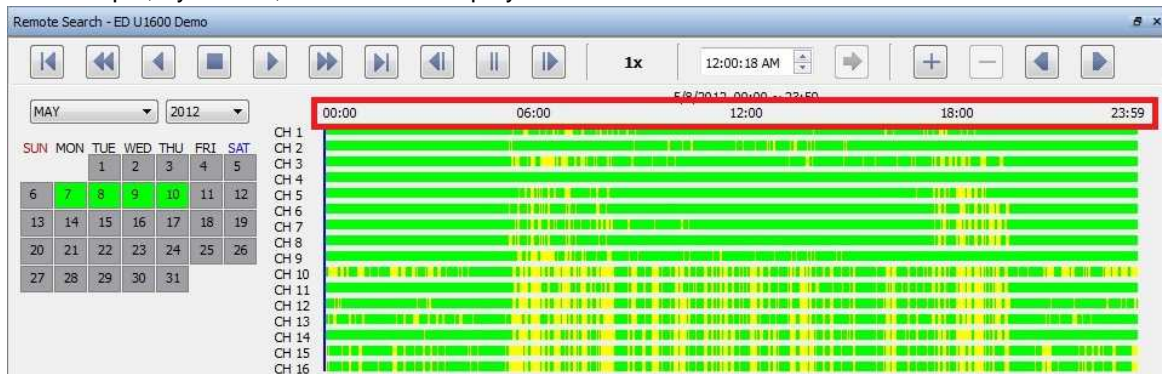 Remote Search - ED U1600 Demo
1x
12:00:18 AM
MAY 2012
00:00 06:00 12:00 18:00 23:59
SUN MON TUE WED THU FRI SAT
1 2 3 4 5
6 7 8 9 10 11 12
13 14 15 16 17 18 19
20 21 22 23 24 25 26
27 28 29 30 31
CH 1
CH 2
CH 3
CH 4
CH 5
CH 6
CH 7
CH 8
CH 9
CH 10
CH 11
CH 12
CH 13
CH 14
CH 15
CH 16